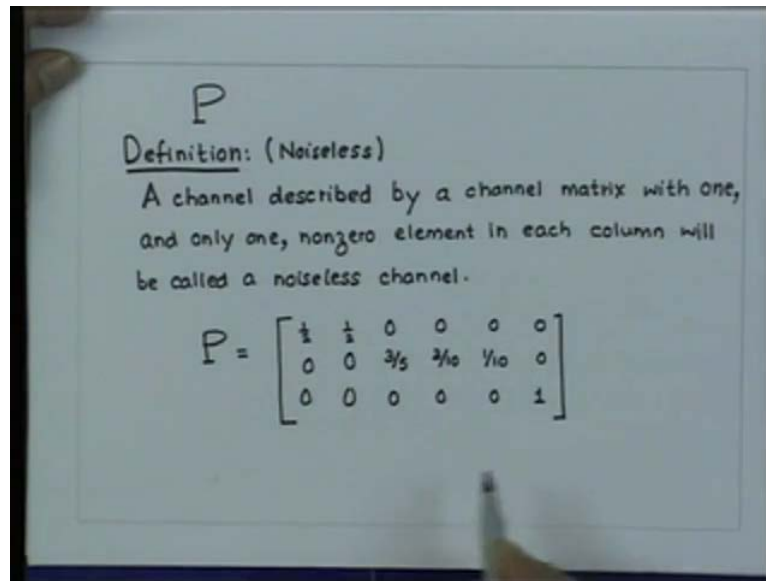 P
Definition: (Noiseless)
A channel described by a channel matrix with one,
and only one, nonzero element in each column will
be called a noiseless channel.
P = [ 1/2 1/2 0 0 0 0
0 0 3/5 3/10 1/10 0
0 0 0 0 0 1 ]